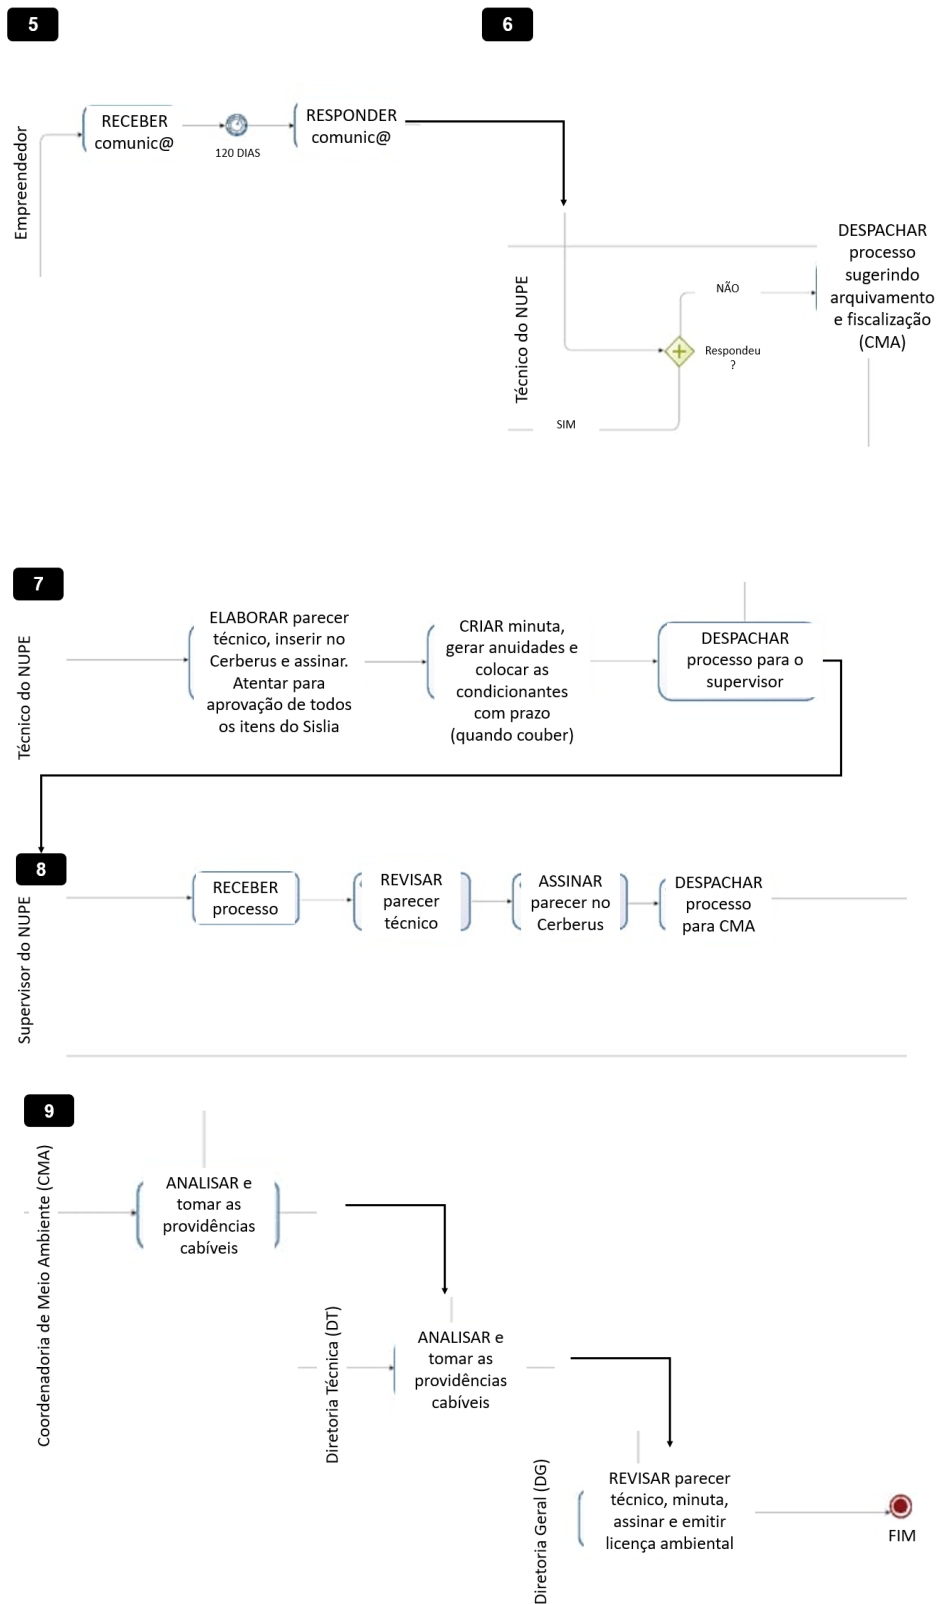 5
Empreendedor
RECEBER
comunic@
120 DIAS
RESPONDER
comunic@
6
Técnico do NUPE
NÃO
Respondeu
?
SIM
DESPACHAR
processo
sugerindo
arquivamento
e fiscalização
(CMA)
7
Técnico do NUPE
ELABORAR parecer
técnico, inserir no
Cerberus e assinar.
Atentar para
aprovação de todos
os itens do Sislia
CRIAR minuta,
gerar anuidades e
colocar as
condicionantes
com prazo
(quando couber)
DESPACHAR
processo para o
supervisor
8
Supervisor do NUPE
RECEBER
processo
REVISAR
parecer
técnico
ASSINAR
parecer no
Cerberus
DESPACHAR
processo
para CMA
9
Coordenadoria de Meio Ambiente (CMA)
ANALISAR e
tomar as
providências
cabíveis
Diretoria Técnica (DT)
ANALISAR e
tomar as
providências
cabíveis
Diretoria Geral (DG)
REVISAR parecer
técnico, minuta,
assinar e emitir
licença ambiental
FIM